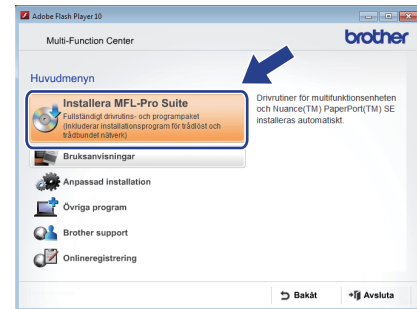 Adobe Flash Player 10
Multi-Function Center
brother
Huvudmenyn
Installera MFL-Pro Suite
Fullständigt drivrutins- och programpaket
(Inkluderar installationsprogram för trådlöst och
trådbundet nätverk)
Drivrutiner för multifunktionsenheten
och Nuance(TM) PaperPort(TM) SE
installeras automatiskt.
Bruksanvisningar
Anpassad installation
Övriga program
Brother support
Onlineregistrering
Bakåt
Avsluta